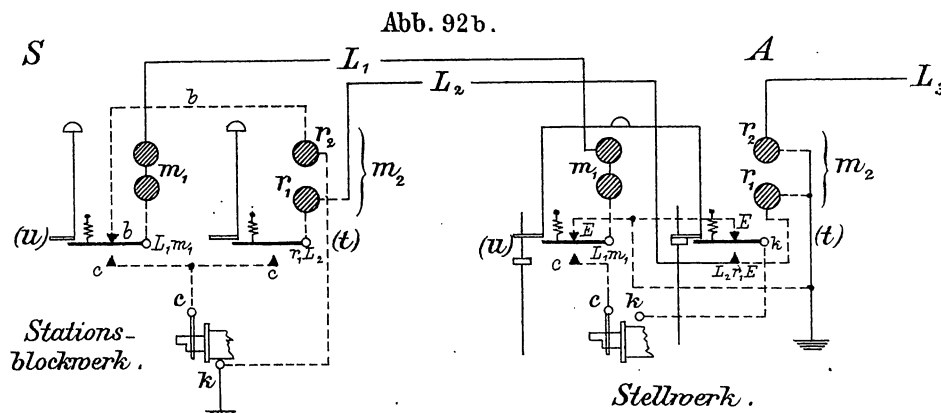 Abb. 92b.
S
A
L₁
L₂
L₃
b
r₂
r₁
m₁
m₂
m₁
r₂
r₁
m₂
(u)
b
L₁m₁
r₁L₂
(t)
c
c
(u)
E
L₁m₁
E
k
(t)
c
L₂r₁E
c
k
c
k
Stations-
blockwerk.
Stellwerk.